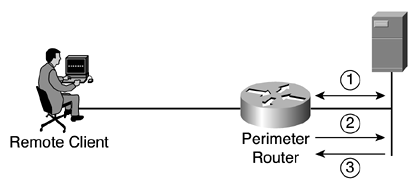 ①
②
Remote Client
Perimeter
Router
③